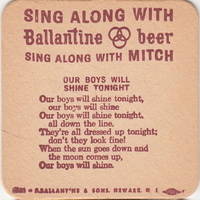 SING ALONG WITH
Ballantine beer
SING ALONG WITH MITCH
OUR BOYS WILL
SHINE TONIGHT
Our boys will shine tonight,
our boys will shine
Our boys will shine tonight,
all down the line.
They're all dressed up tonight;
don't they look fine!
When the sun goes down and
the moon comes up,
Our boys will shine.
P. BALLANTINE & SONS, NEWARK, N. J.